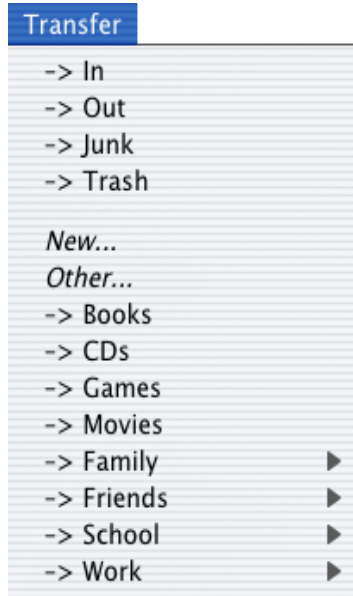 Transfer
-> In
-> Out
-> Junk
-> Trash
New...
Other...
-> Books
-> CDs
-> Games
-> Movies
-> Family
-> Friends
-> School
-> Work